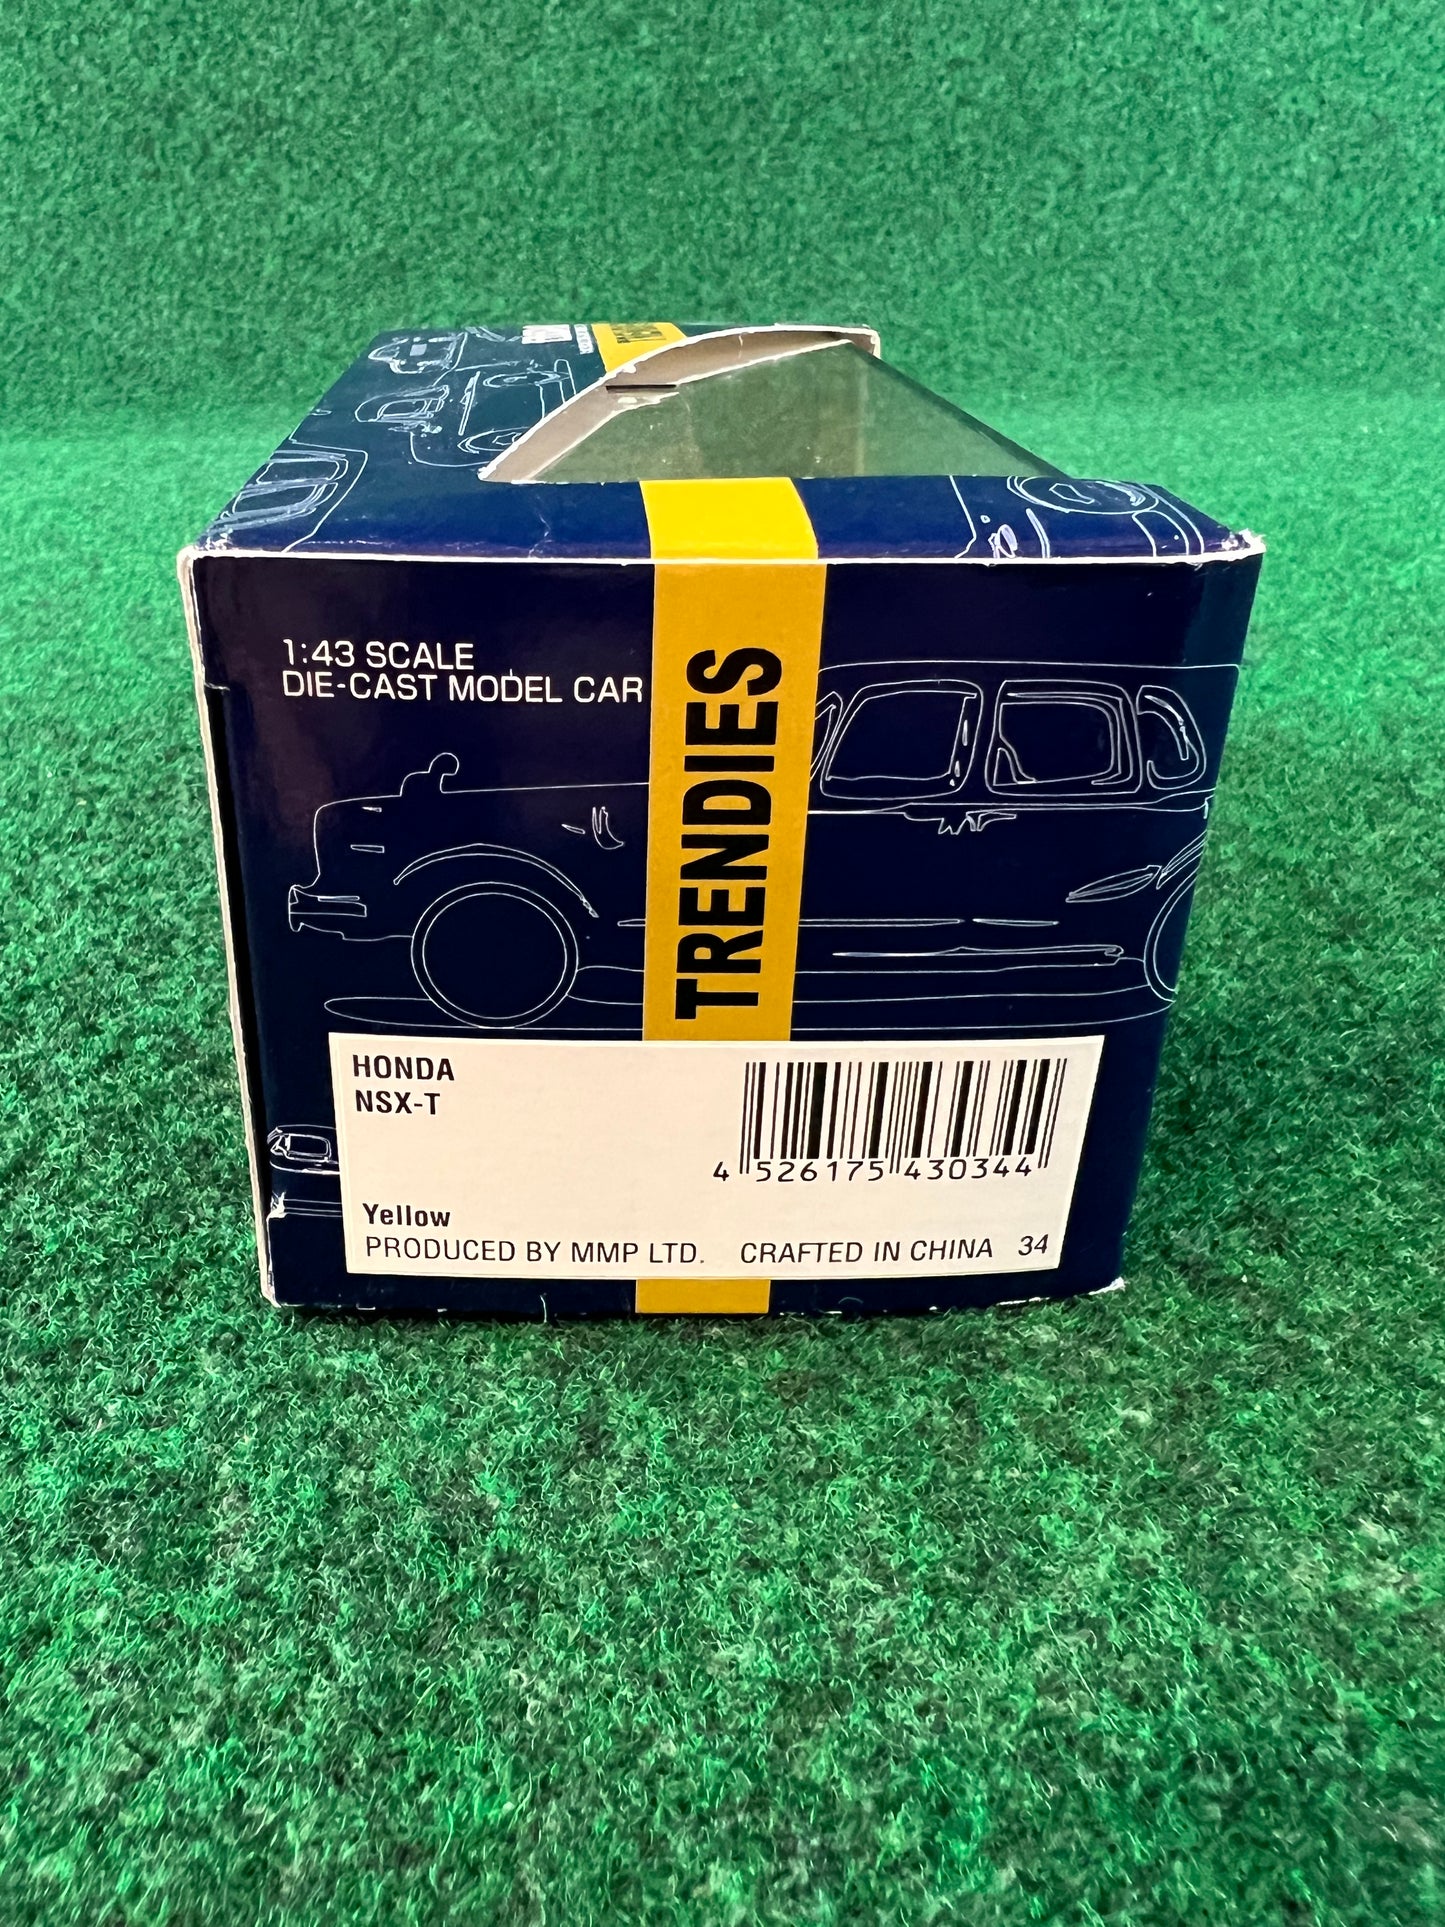 1:43 SCALE
DIE-CAST MODEL CAR
TRENDIES
HONDA
NSX-T
4 526175 430344
Yellow
PRODUCED BY MMP LTD. CRAFTED IN CHINA 34